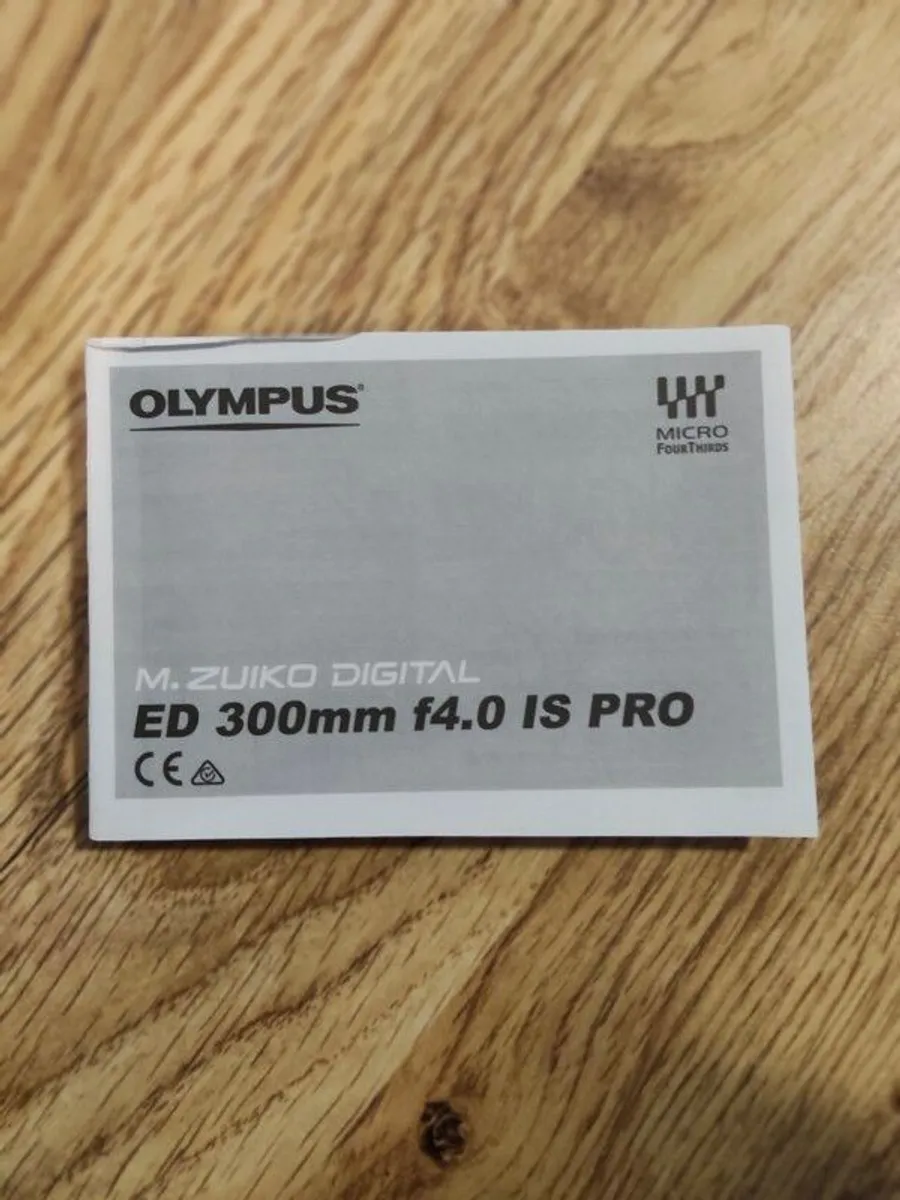 OLYMPUS®
MICRO
FOURTHIRDS
M.ZUIKO DIGITAL
ED 300mm f4.0 IS PRO
CE